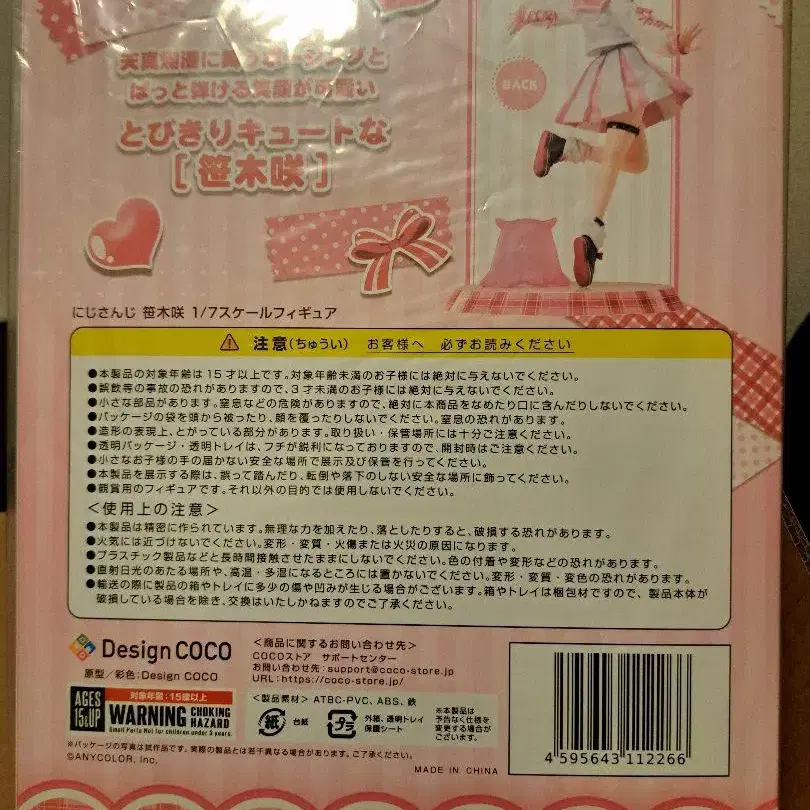 はっと弾ける笑顔が可愛い
とびきりキュートな
[笹木咲]
BACK
にじさんじ 笹木咲 1/7スケールフィギュア
⚠ 注意(ちゅうい) お客様へ 必ずお読みください
●本製品の対象年齢は15才以上です。対象年齢未満のお子様には絶対に与えないでください。
●誤飲等の事故の恐れがありますので、3才未満のお子様には絶対に与えないでください。
●小さな部品があります。窒息などの危険がありますので、絶対に本商品をなめたり口に含んだりしないでください。
●パッケージの袋を頭から被ったり、顔を覆ったりしないでください。窒息の恐れがあります。
●造形の表現上、とがっている部分があります。取り扱い・保管場所には十分ご注意ください。
●透明パッケージ・透明トレイは、フチが鋭利になっておりますので、開封時はご注意ください。
●小さなお子様の手の届かない安全な場所で展示及び保管を行ってください。
●本製品を展示する際は、誤って踏んだり、転倒や落下のしない安全な場所に飾ってください。
●観賞用のフィギュアです。それ以外の目的では使用しないでください。
<使用上の注意>
●本製品は精密に作られています。無理な力を加えたり、落としたりすると、破損する恐れがあります。
●火気には近づけないでください。変形・変質・火傷または火災の原因になります。
●プラスチック製品などと長時間接触させたままにしないでください。色の付着や変形などの恐れがあります。
●直射日光のあたる場所や、高温・多湿になるところには置かないでください。変形・変質・変色の恐れがあります。
●輸送の際に製品の箱やトレイに多少の傷や凹みが生じる場合がございます。箱やトレイは梱包材ですので、製品本体が
破損している場合を除き、交換はいたしかねますのでご了承ください。
Design COCO
原型/彩色:Design COCO
<商品に関するお問い合わせ先>
COCOストア サポートセンター
お問い合わせ先:support@coco-store.jp
URL:https://coco-store.jp/
AGES 15&UP
対象年齢:15歳以上
WARNING CHOKING HAZARD
Small Parts Not for children under 3 years.
<製品素材> ATBC-PVC、ABS、鉄
紙 台紙
プラ 外箱、透明トレイ
保護シート
※本製品は
予告なく仕様を
変更する場合が
ございます。
※パッケージの写真は試作品です。実際の製品とは若干異なる場合があります。ご了承ください。
©ANYCOLOR, Inc.
MADE IN CHINA
4 595643 112266